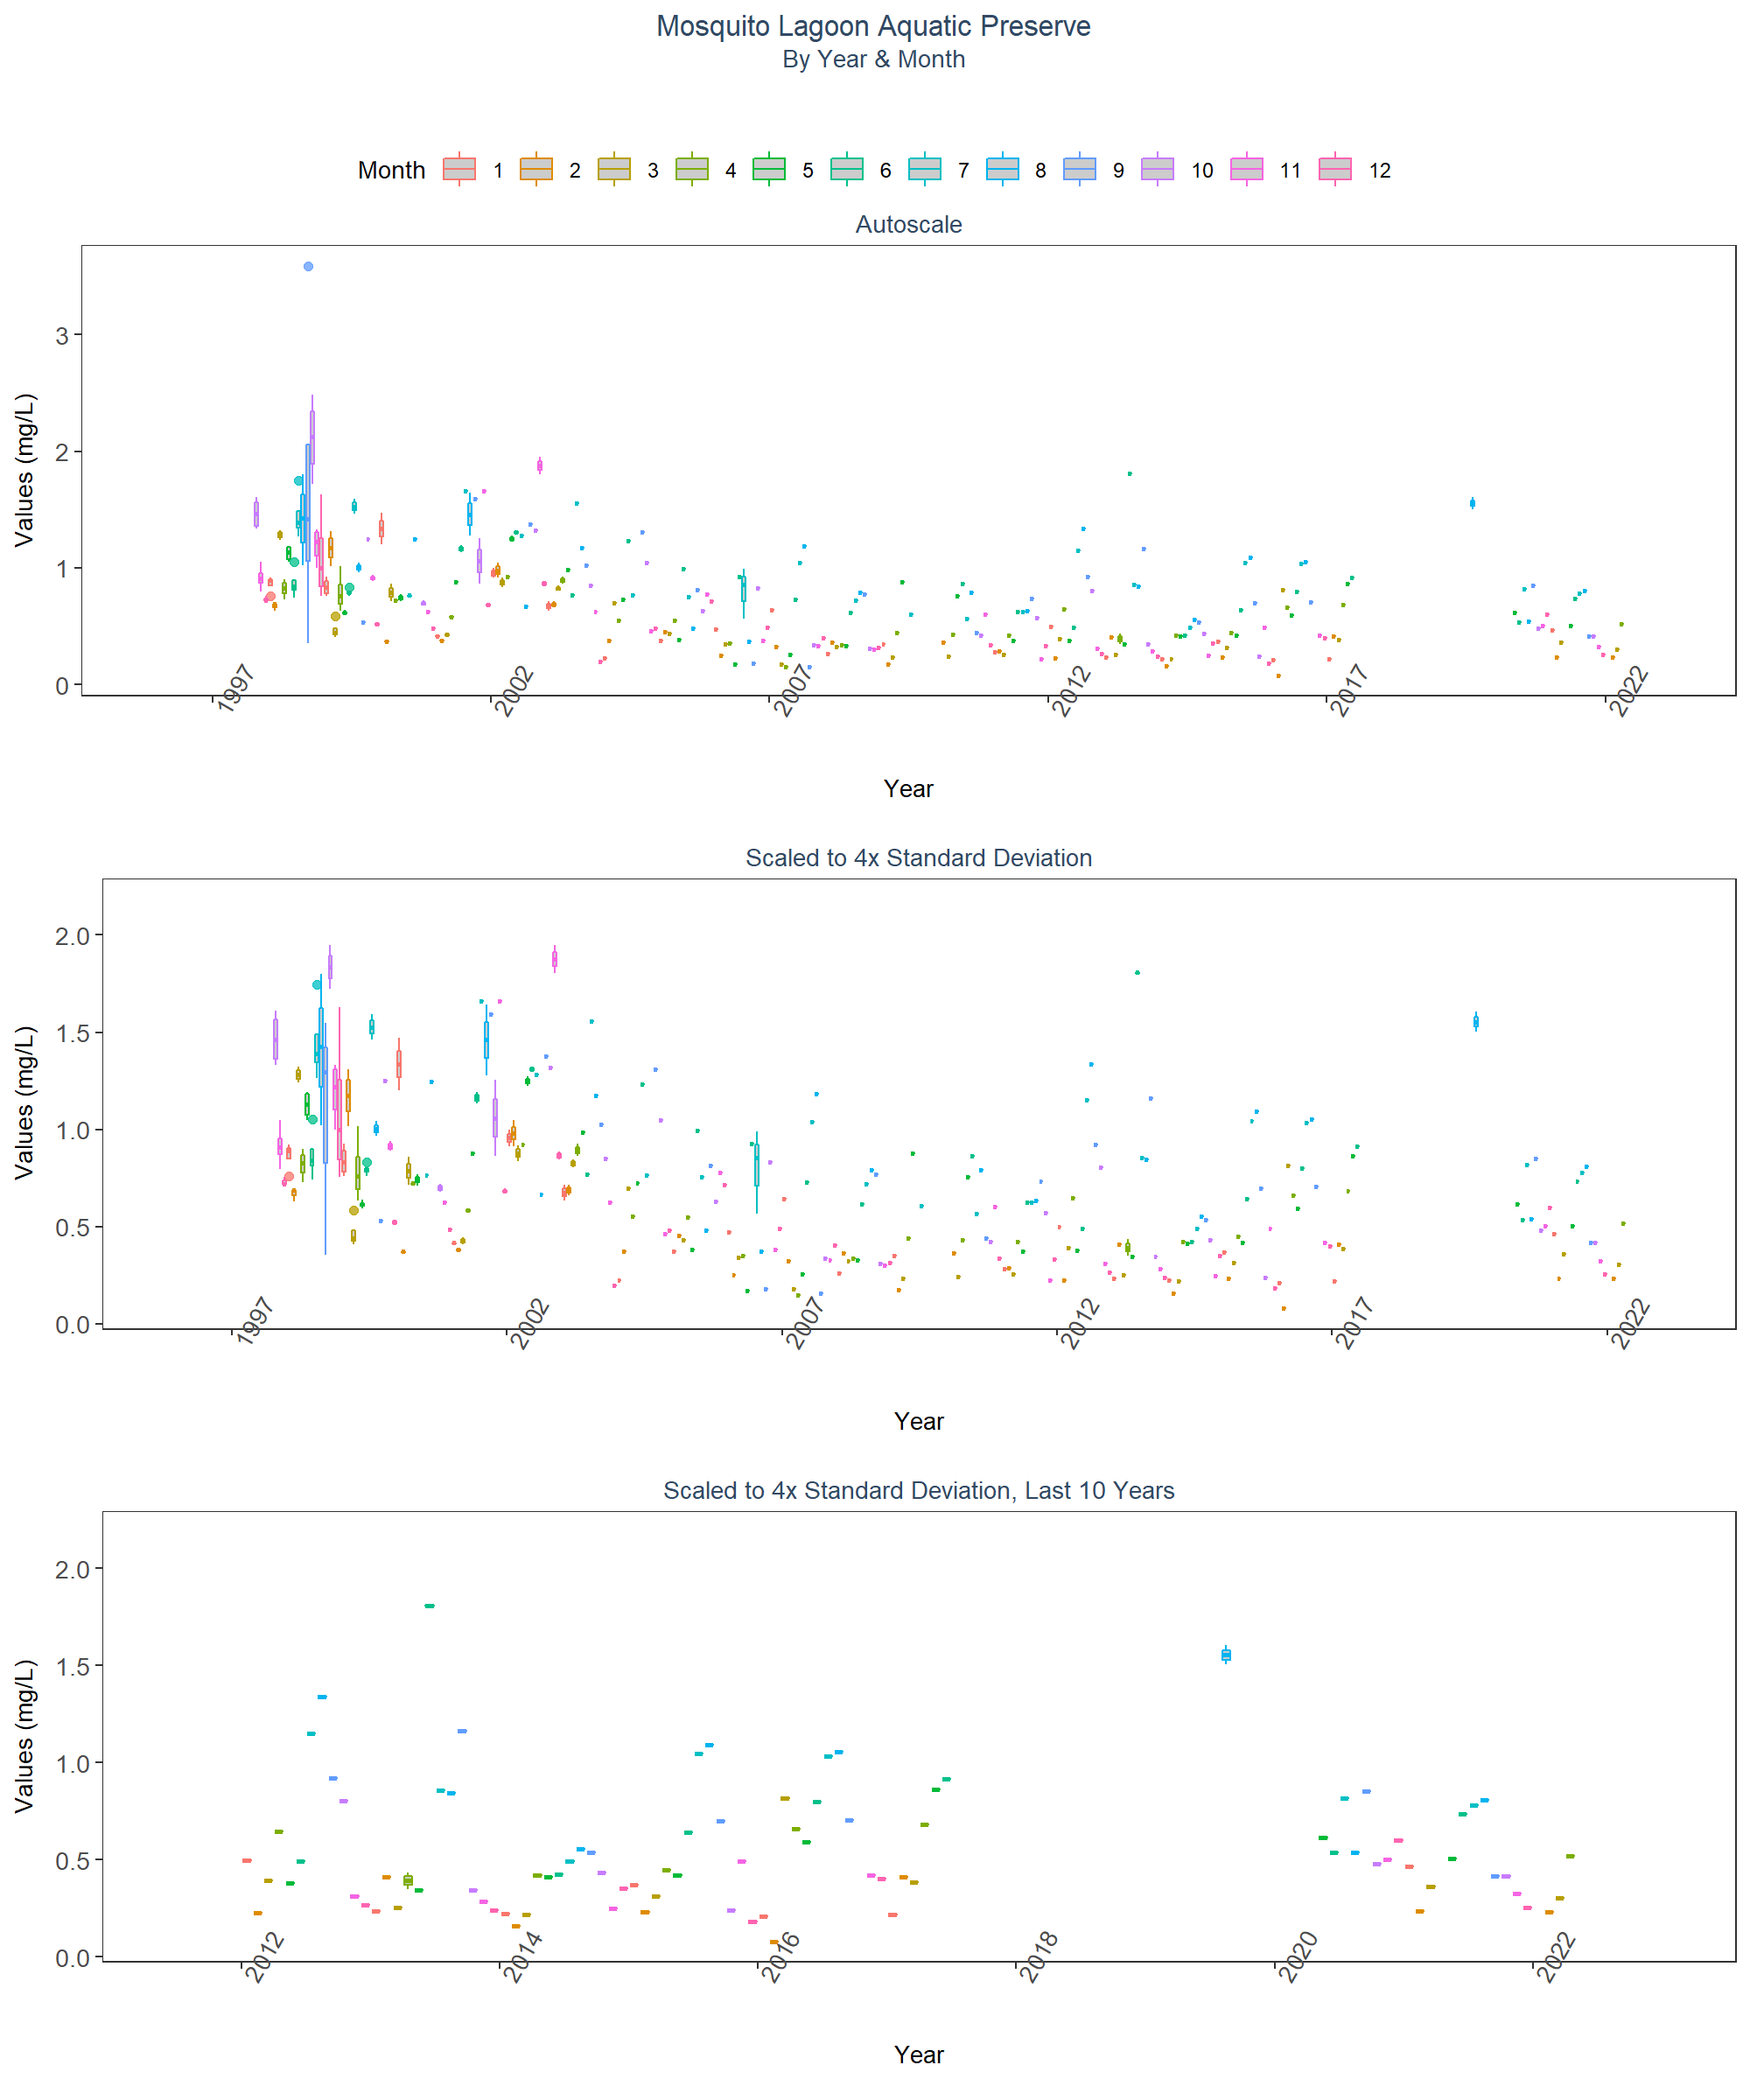 Mosquito Lagoon Aquatic Preserve
By Year & Month
Month 1 2 3 4 5 6 7 8 9 10 11 12
Autoscale
Values (mg/L)
3
2
1
0
1997 2002 2007 2012 2017 2022
Year
Scaled to 4x Standard Deviation
Values (mg/L)
2.0
1.5
1.0
0.5
0.0
1997 2002 2007 2012 2017 2022
Year
Scaled to 4x Standard Deviation, Last 10 Years
Values (mg/L)
2.0
1.5
1.0
0.5
0.0
2012 2014 2016 2018 2020 2022
Year